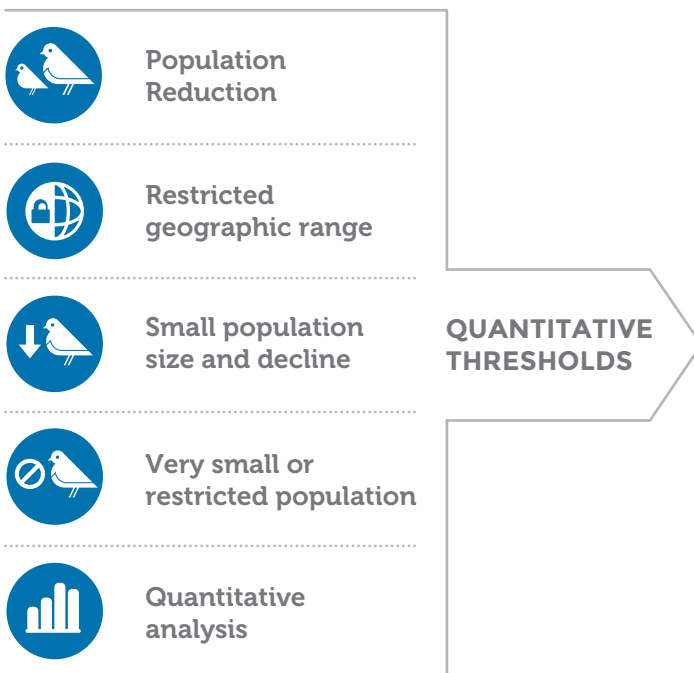 Population
Reduction
Restricted
geographic range
Small population
size and decline
QUANTITATIVE
THRESHOLDS
Very small or
restricted population
Quantitative
analysis